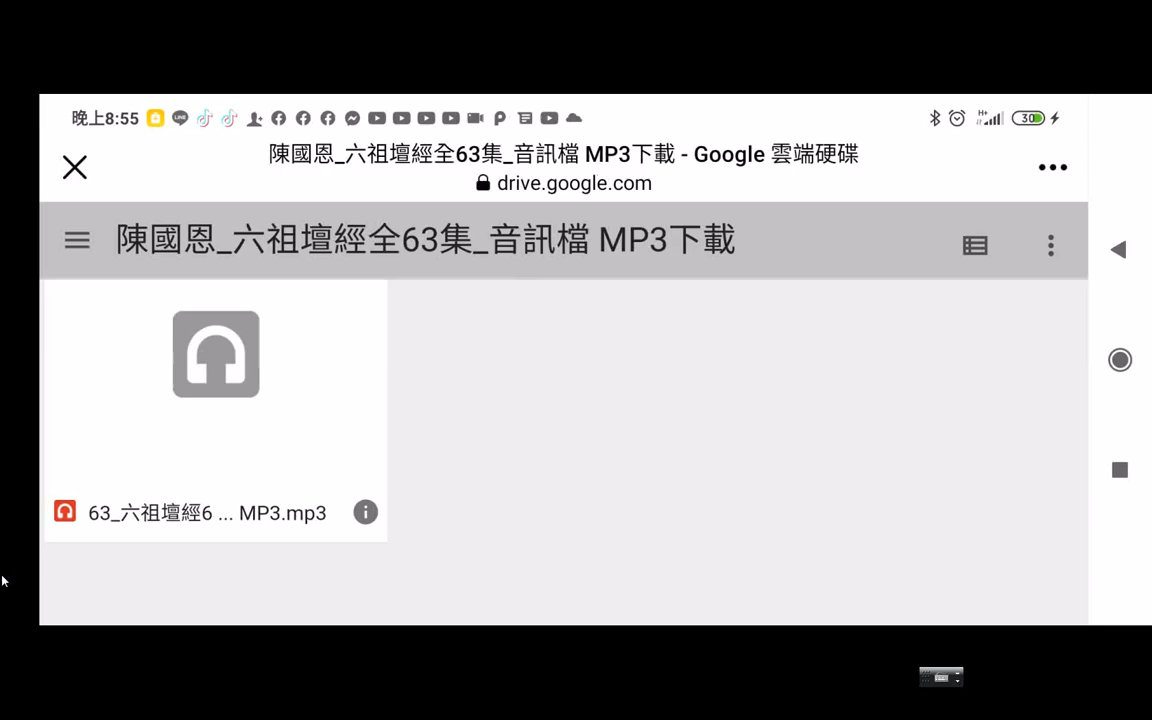 晚上8:55
30
陳國恩_六祖壇經全63集_音訊檔 MP3下載 - Google 雲端硬碟
drive.google.com
陳國恩_六祖壇經全63集_音訊檔 MP3下載
63_六祖壇經6 ... MP3.mp3